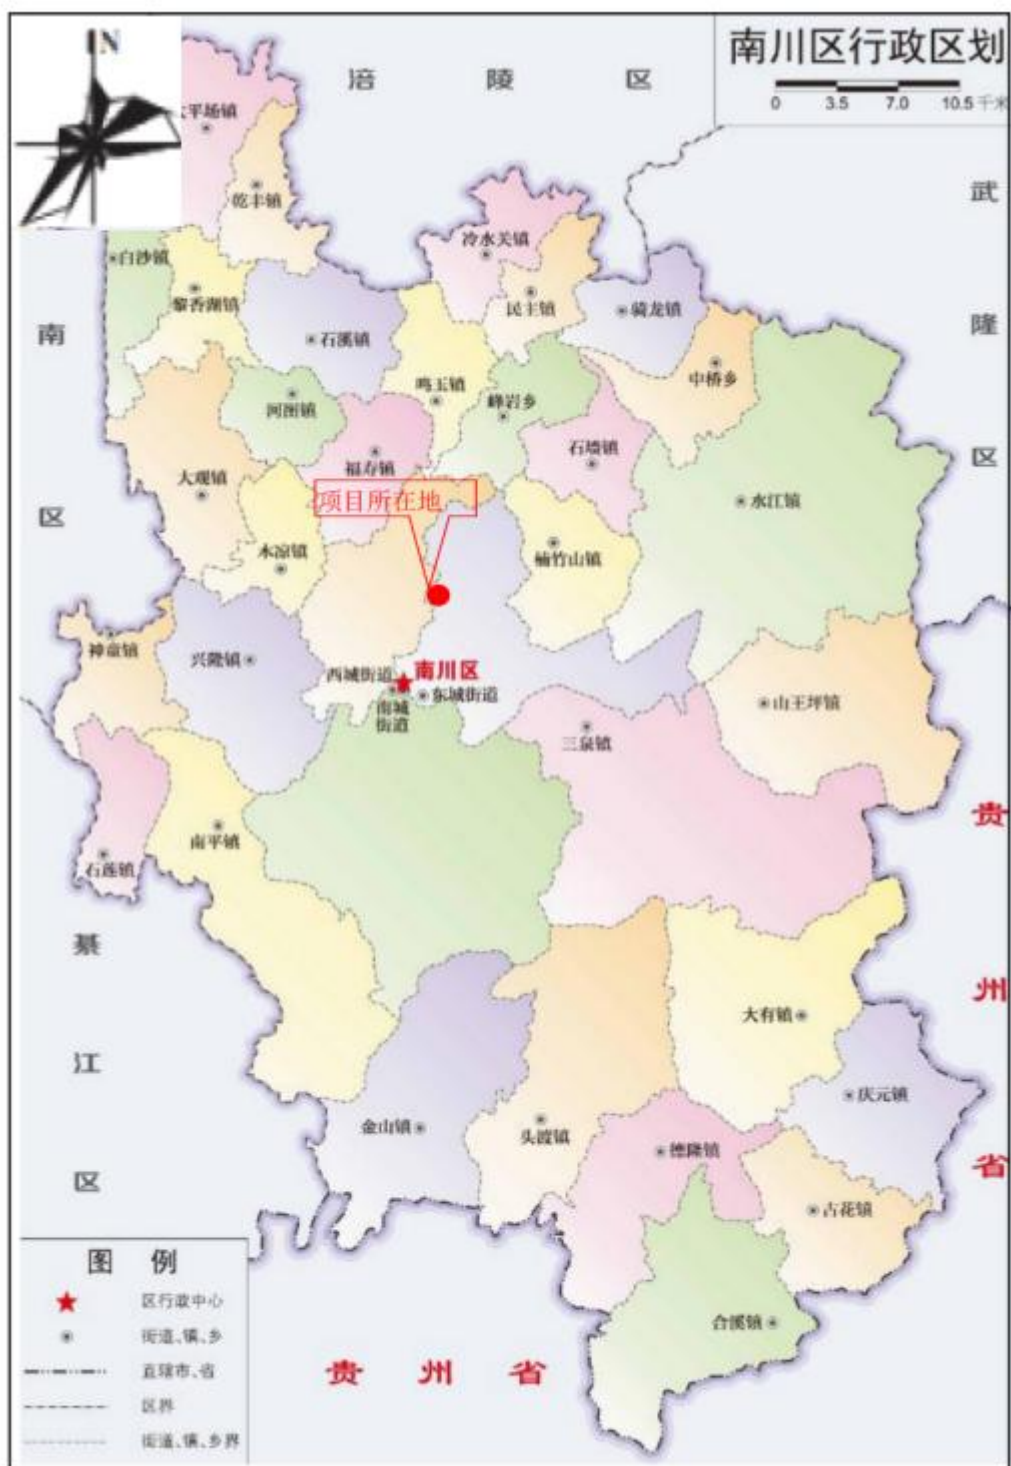 N
南川区行政区划
0 3.5 7.0 10.5 千米
涪陵区
武隆区
南区
綦江区
贵州省
贵州省
平场镇
乾丰镇
白沙镇
黎香湖镇
石溪镇
冷水关镇
民主镇
骑龙镇
中桥乡
鸣玉镇
峰岩乡
河图镇
福寿镇
石墙镇
大观镇
水江镇
项目所在地
木凉镇
楠竹山镇
神童镇
兴隆镇
西城街道
南川区
东城街道
南城
街道
山王坪镇
三泉镇
南平镇
石莲镇
大有镇
庆元镇
金山镇
头渡镇
德隆镇
古花镇
合溪镇
图 例
区行政中心
街道、镇、乡
直辖市、省
区界
街道、镇、乡界